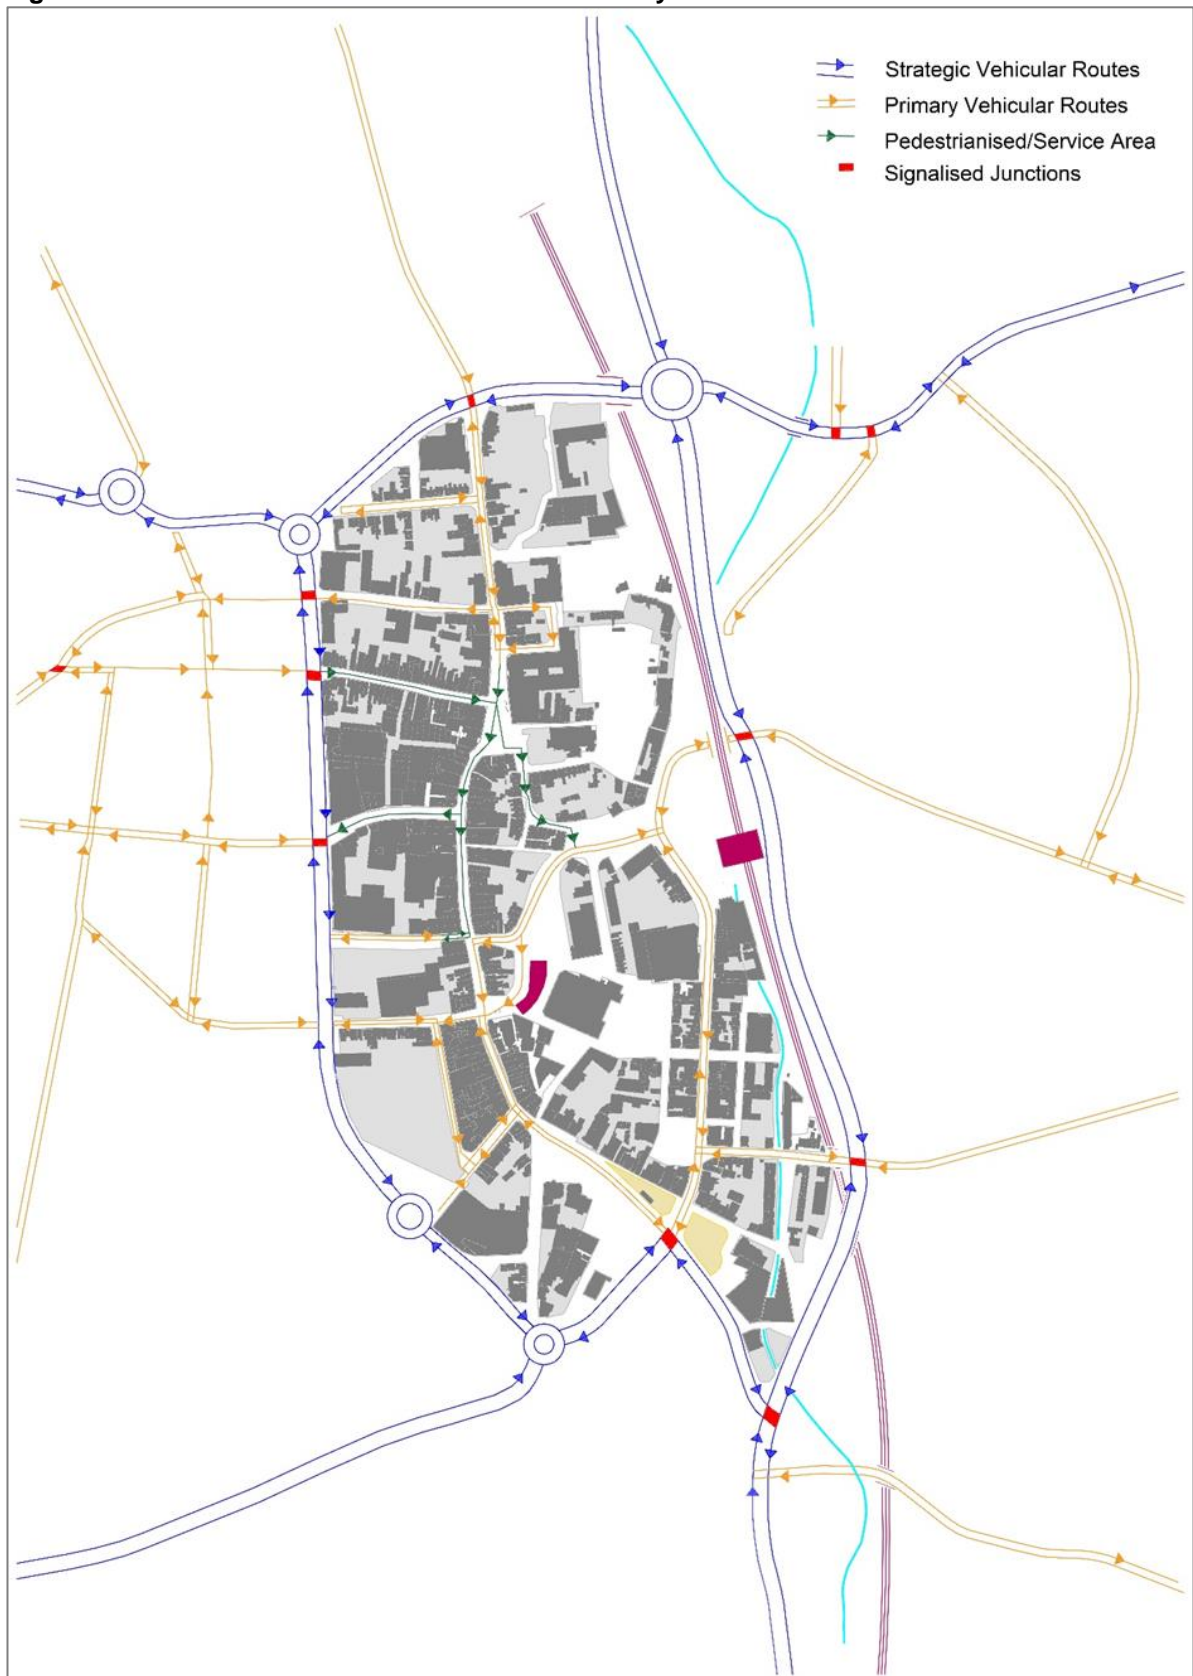 Strategic Vehicular Routes
Primary Vehicular Routes
Pedestrianised/Service Area
Signalised Junctions